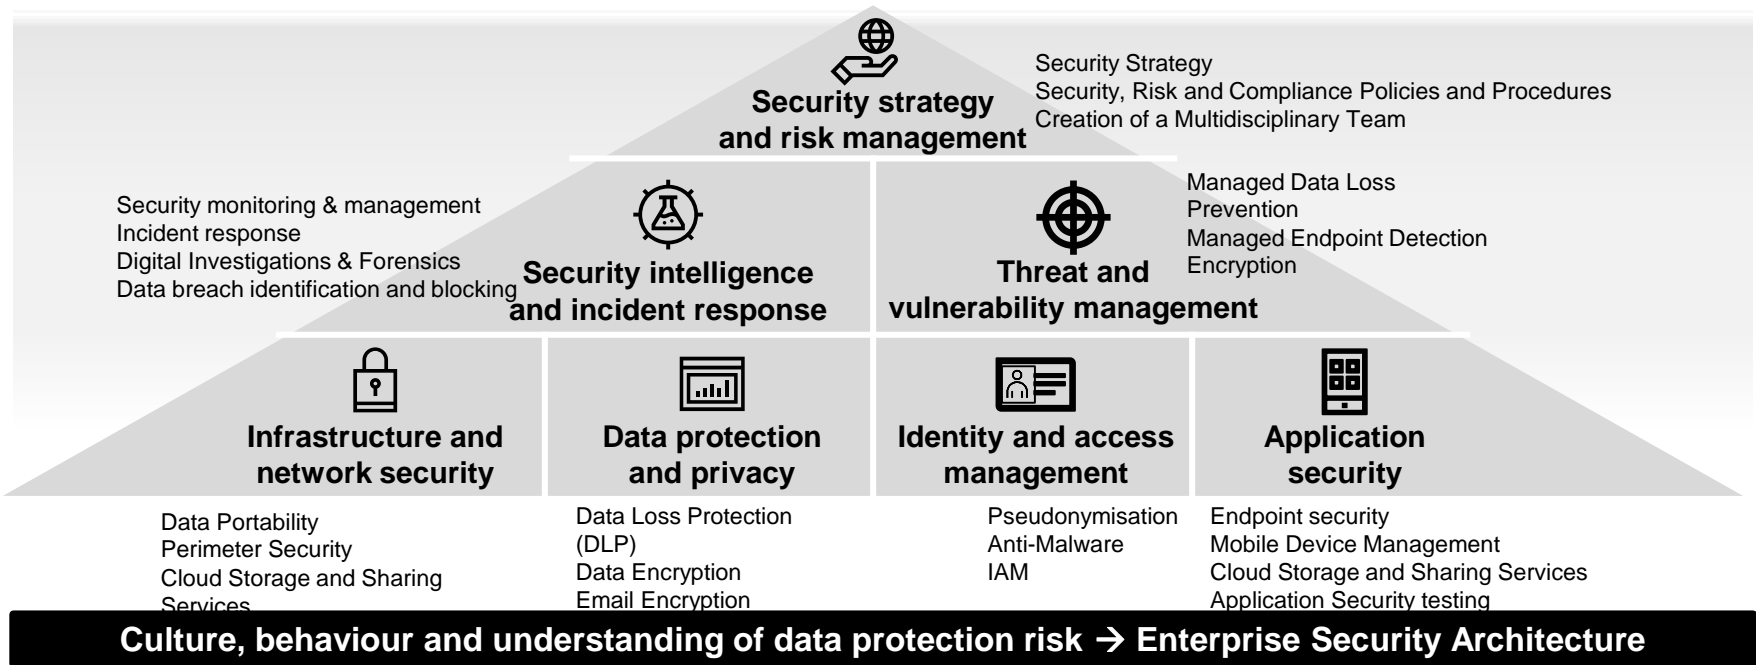 Security strategy
and risk management
Security Strategy
Security, Risk and Compliance Policies and Procedures
Creation of a Multidisciplinary Team
Security monitoring & management
Incident response
Digital Investigations & Forensics
Data breach identification and blocking
Security intelligence
and incident response
Threat and
vulnerability management
Managed Data Loss
Prevention
Managed Endpoint Detection
Encryption
Infrastructure and
network security
Data protection
and privacy
Identity and access
management
Application
security
Data Portability
Perimeter Security
Cloud Storage and Sharing
Services
Data Loss Protection
(DLP)
Data Encryption
Email Encryption
Pseudonymisation
Anti-Malware
IAM
Endpoint security
Mobile Device Management
Cloud Storage and Sharing Services
Application Security testing
Culture, behaviour and understanding of data protection risk → Enterprise Security Architecture